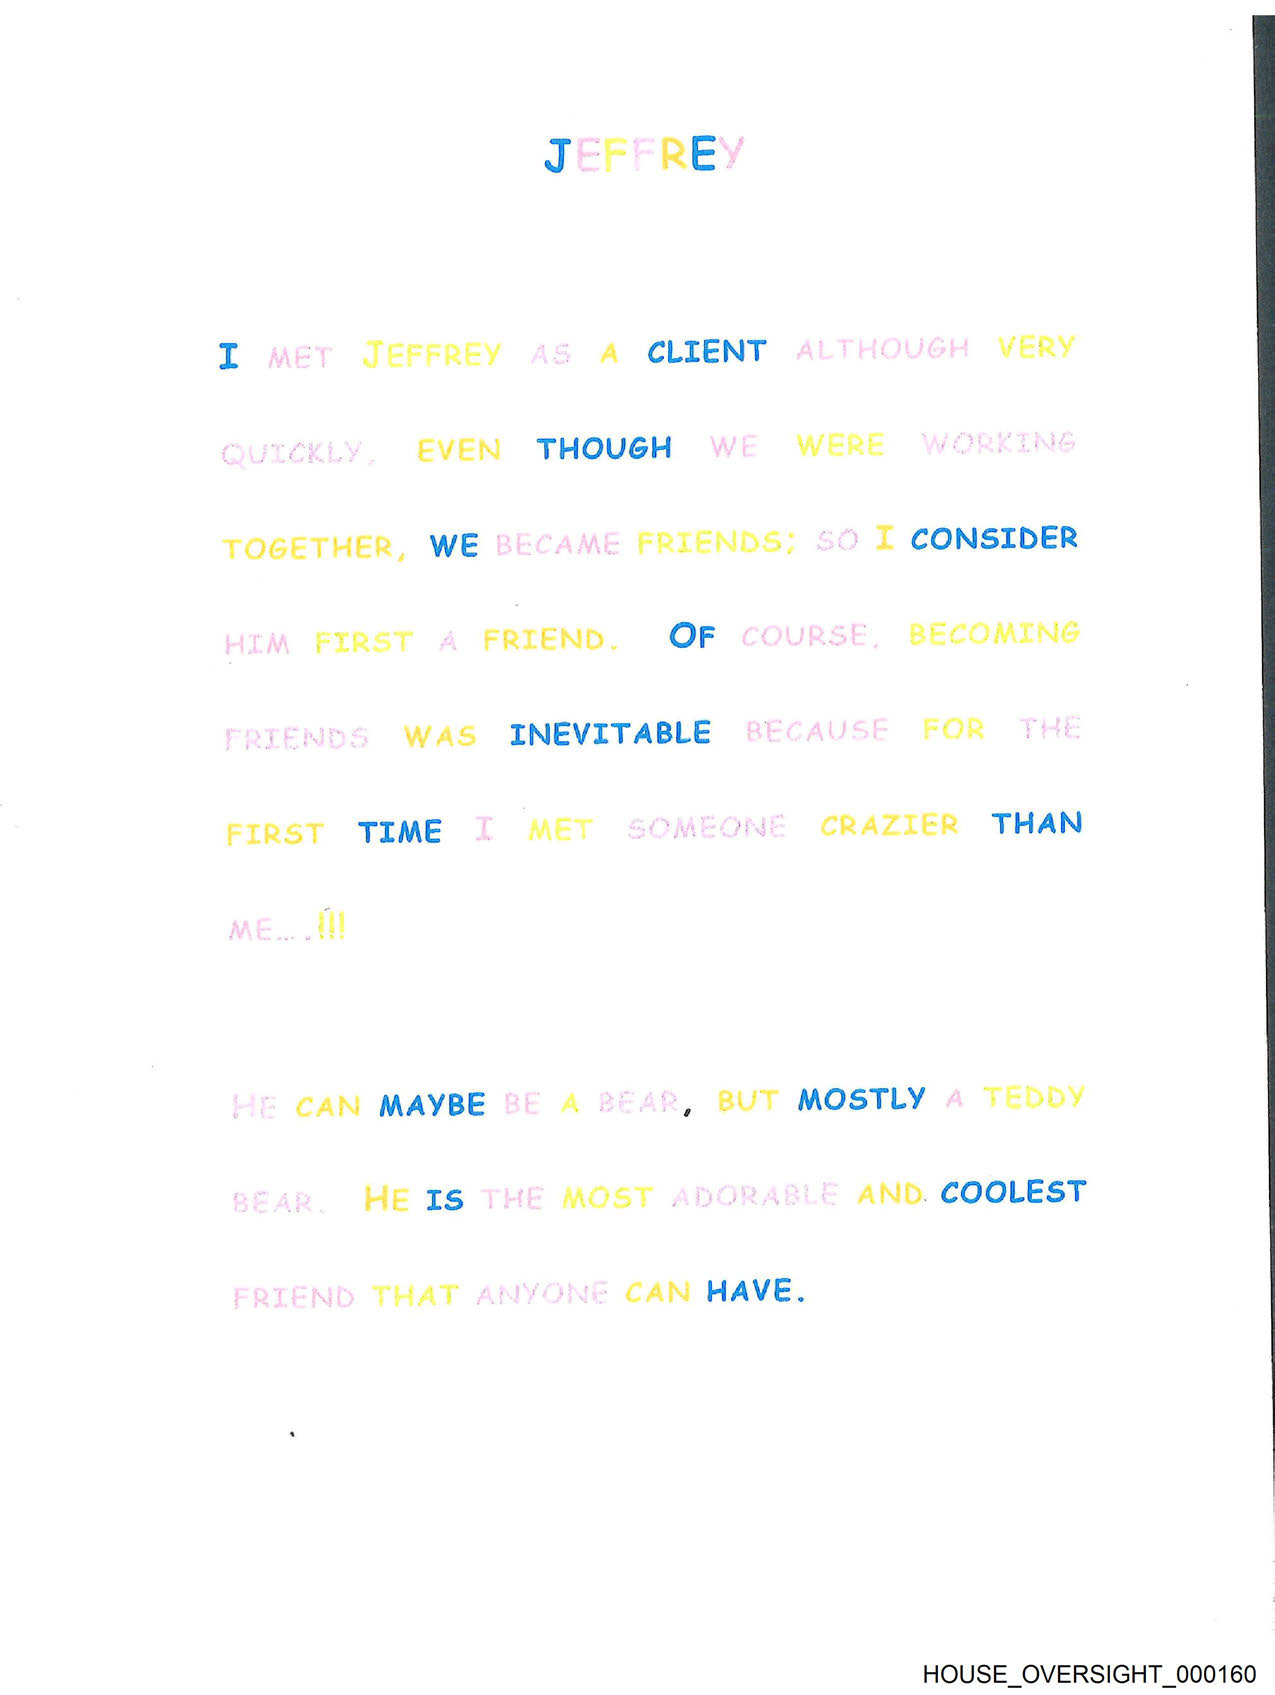 JEFFREY
I MET JEFFREY AS A CLIENT ALTHOUGH VERY
QUICKLY, EVEN THOUGH WE WERE WORKING
TOGETHER, WE BECAME FRIENDS; SO I CONSIDER
HIM FIRST A FRIEND. OF COURSE, BECOMING
FRIENDS WAS INEVITABLE BECAUSE FOR THE
FIRST TIME I MET SOMEONE CRAZIER THAN
ME....!!!
HE CAN MAYBE BE A BEAR, BUT MOSTLY A TEDDY
BEAR. HE IS THE MOST ADORABLE AND COOLEST
FRIEND THAT ANYONE CAN HAVE.
HOUSE_OVERSIGHT_000160